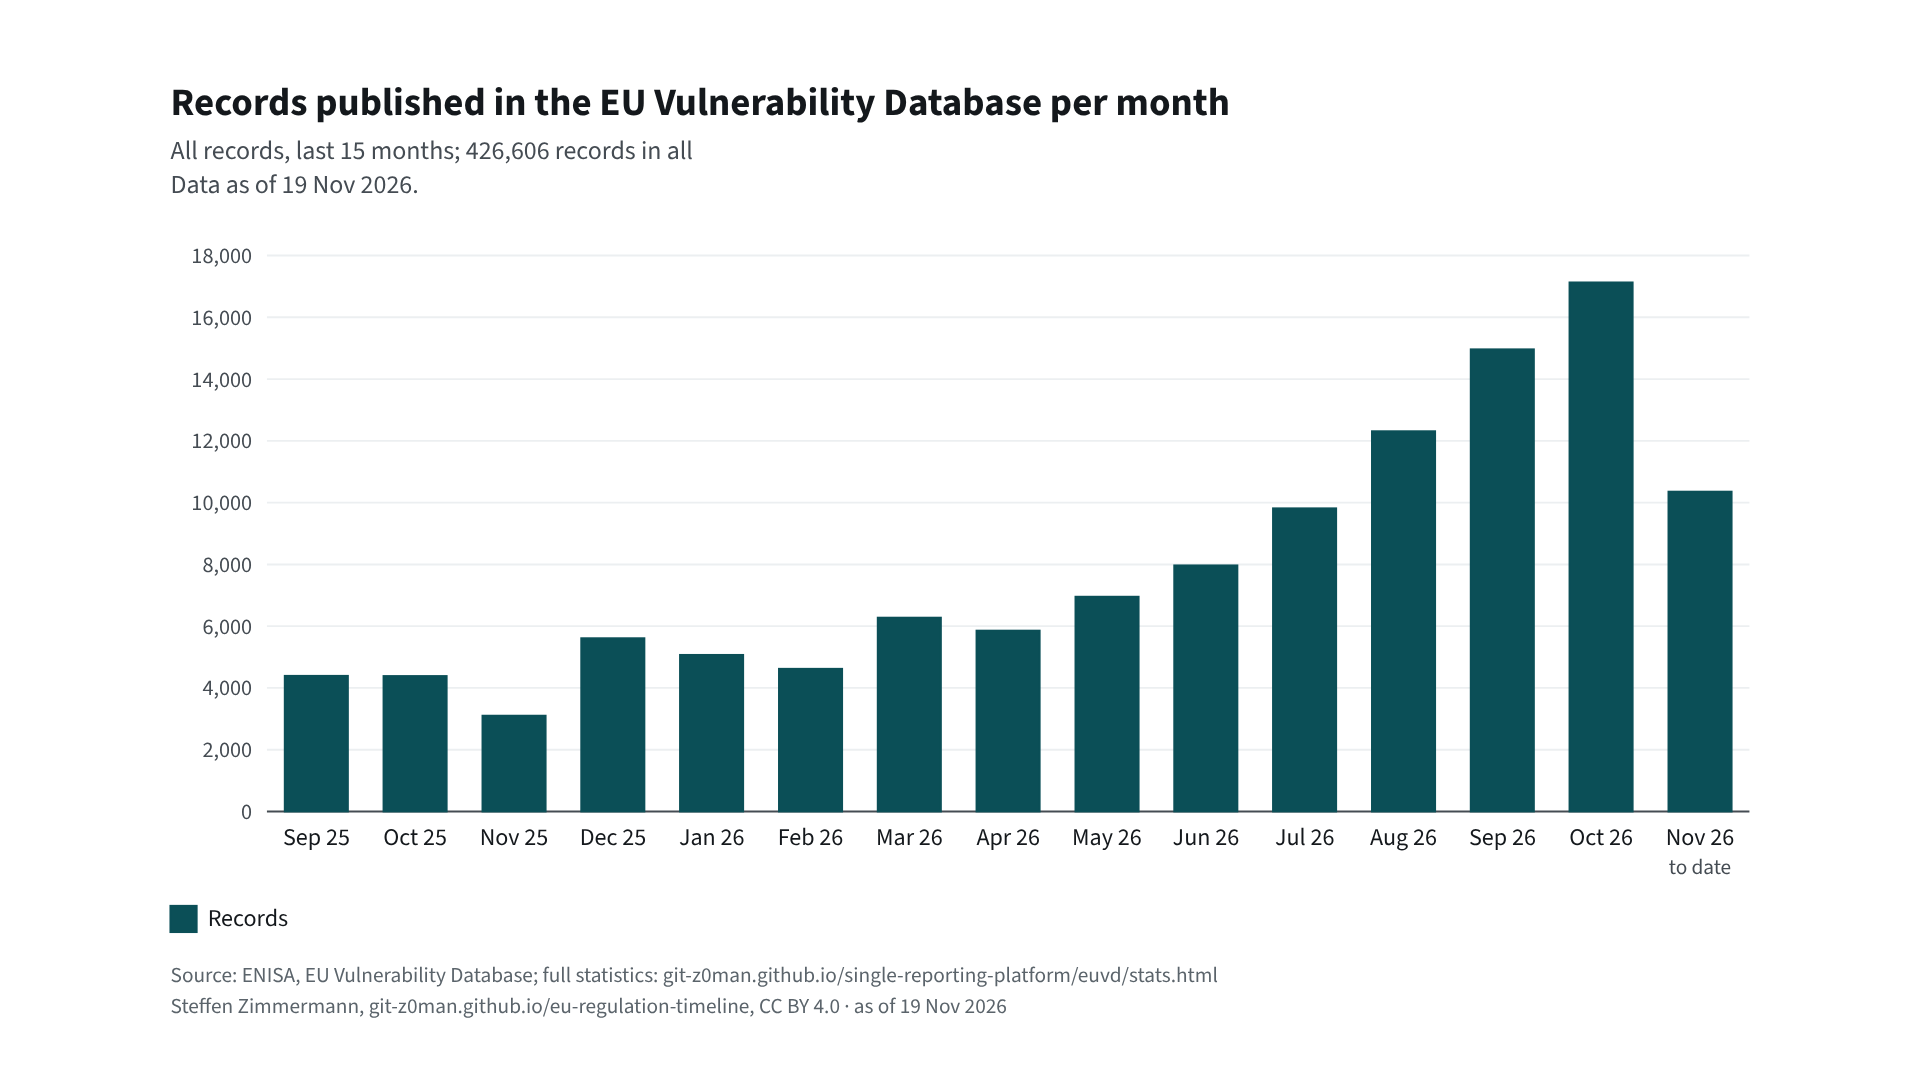 Records published in the EU Vulnerability Database per month
All records, last 15 months; 426,606 records in all
Data as of 19 Nov 2026.
18,000
16,000
14,000
12,000
10,000
8,000
6,000
4,000
2,000
0
Sep 25 Oct 25 Nov 25 Dec 25 Jan 26 Feb 26 Mar 26 Apr 26 May 26 Jun 26 Jul 26 Aug 26 Sep 26 Oct 26 Nov 26
to date
Records
Source: ENISA, EU Vulnerability Database; full statistics: git-z0man.github.io/single-reporting-platform/euvd/stats.html
Steffen Zimmermann, git-z0man.github.io/eu-regulation-timeline, CC BY 4.0 · as of 19 Nov 2026